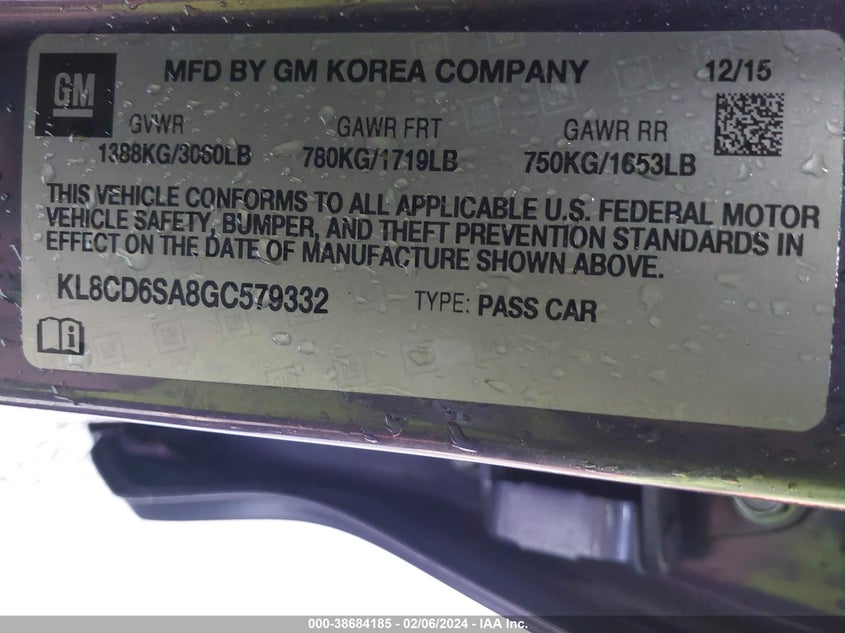 GM
MFD BY GM KOREA COMPANY 12/15
GVWR GAWR FRT GAWR RR
1388KG/3060LB 780KG/1719LB 750KG/1653LB
THIS VEHICLE CONFORMS TO ALL APPLICABLE U.S. FEDERAL MOTOR
VEHICLE SAFETY, BUMPER, AND THEFT PREVENTION STANDARDS IN
EFFECT ON THE DATE OF MANUFACTURE SHOWN ABOVE.
KL8CD6SA8GC579332 TYPE: PASS CAR
i
000-38684185 - 02/06/2024 - IAA Inc.